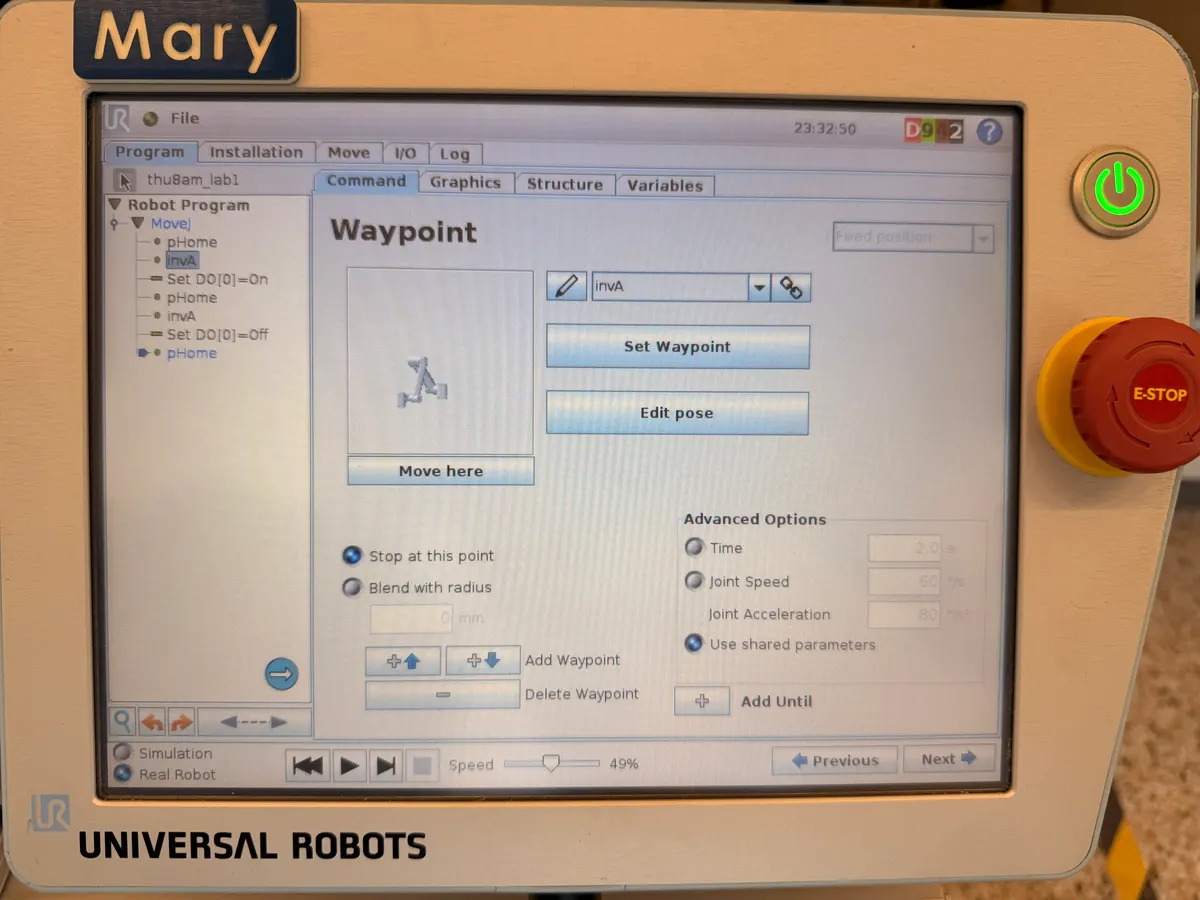 Mary
UR File 23:32:50 D942 ?
Program Installation Move I/O Log
thu8am_lab1 Command Graphics Structure Variables
Robot Program
MoveJ
pHome
invA
Set DO[0]=On
pHome
invA
Set DO[0]=Off
pHome
Waypoint
Fixed position
invA
Set Waypoint
Edit pose
Move here
Stop at this point
Blend with radius
0 mm
Add Waypoint
Delete Waypoint
Advanced Options
Time 2.0 s
Joint Speed 60 °/s
Joint Acceleration 80 °/s²
Use shared parameters
Add Until
Simulation
Real Robot
Speed 49%
Previous Next
E-STOP
UR
UNIVERSAL ROBOTS